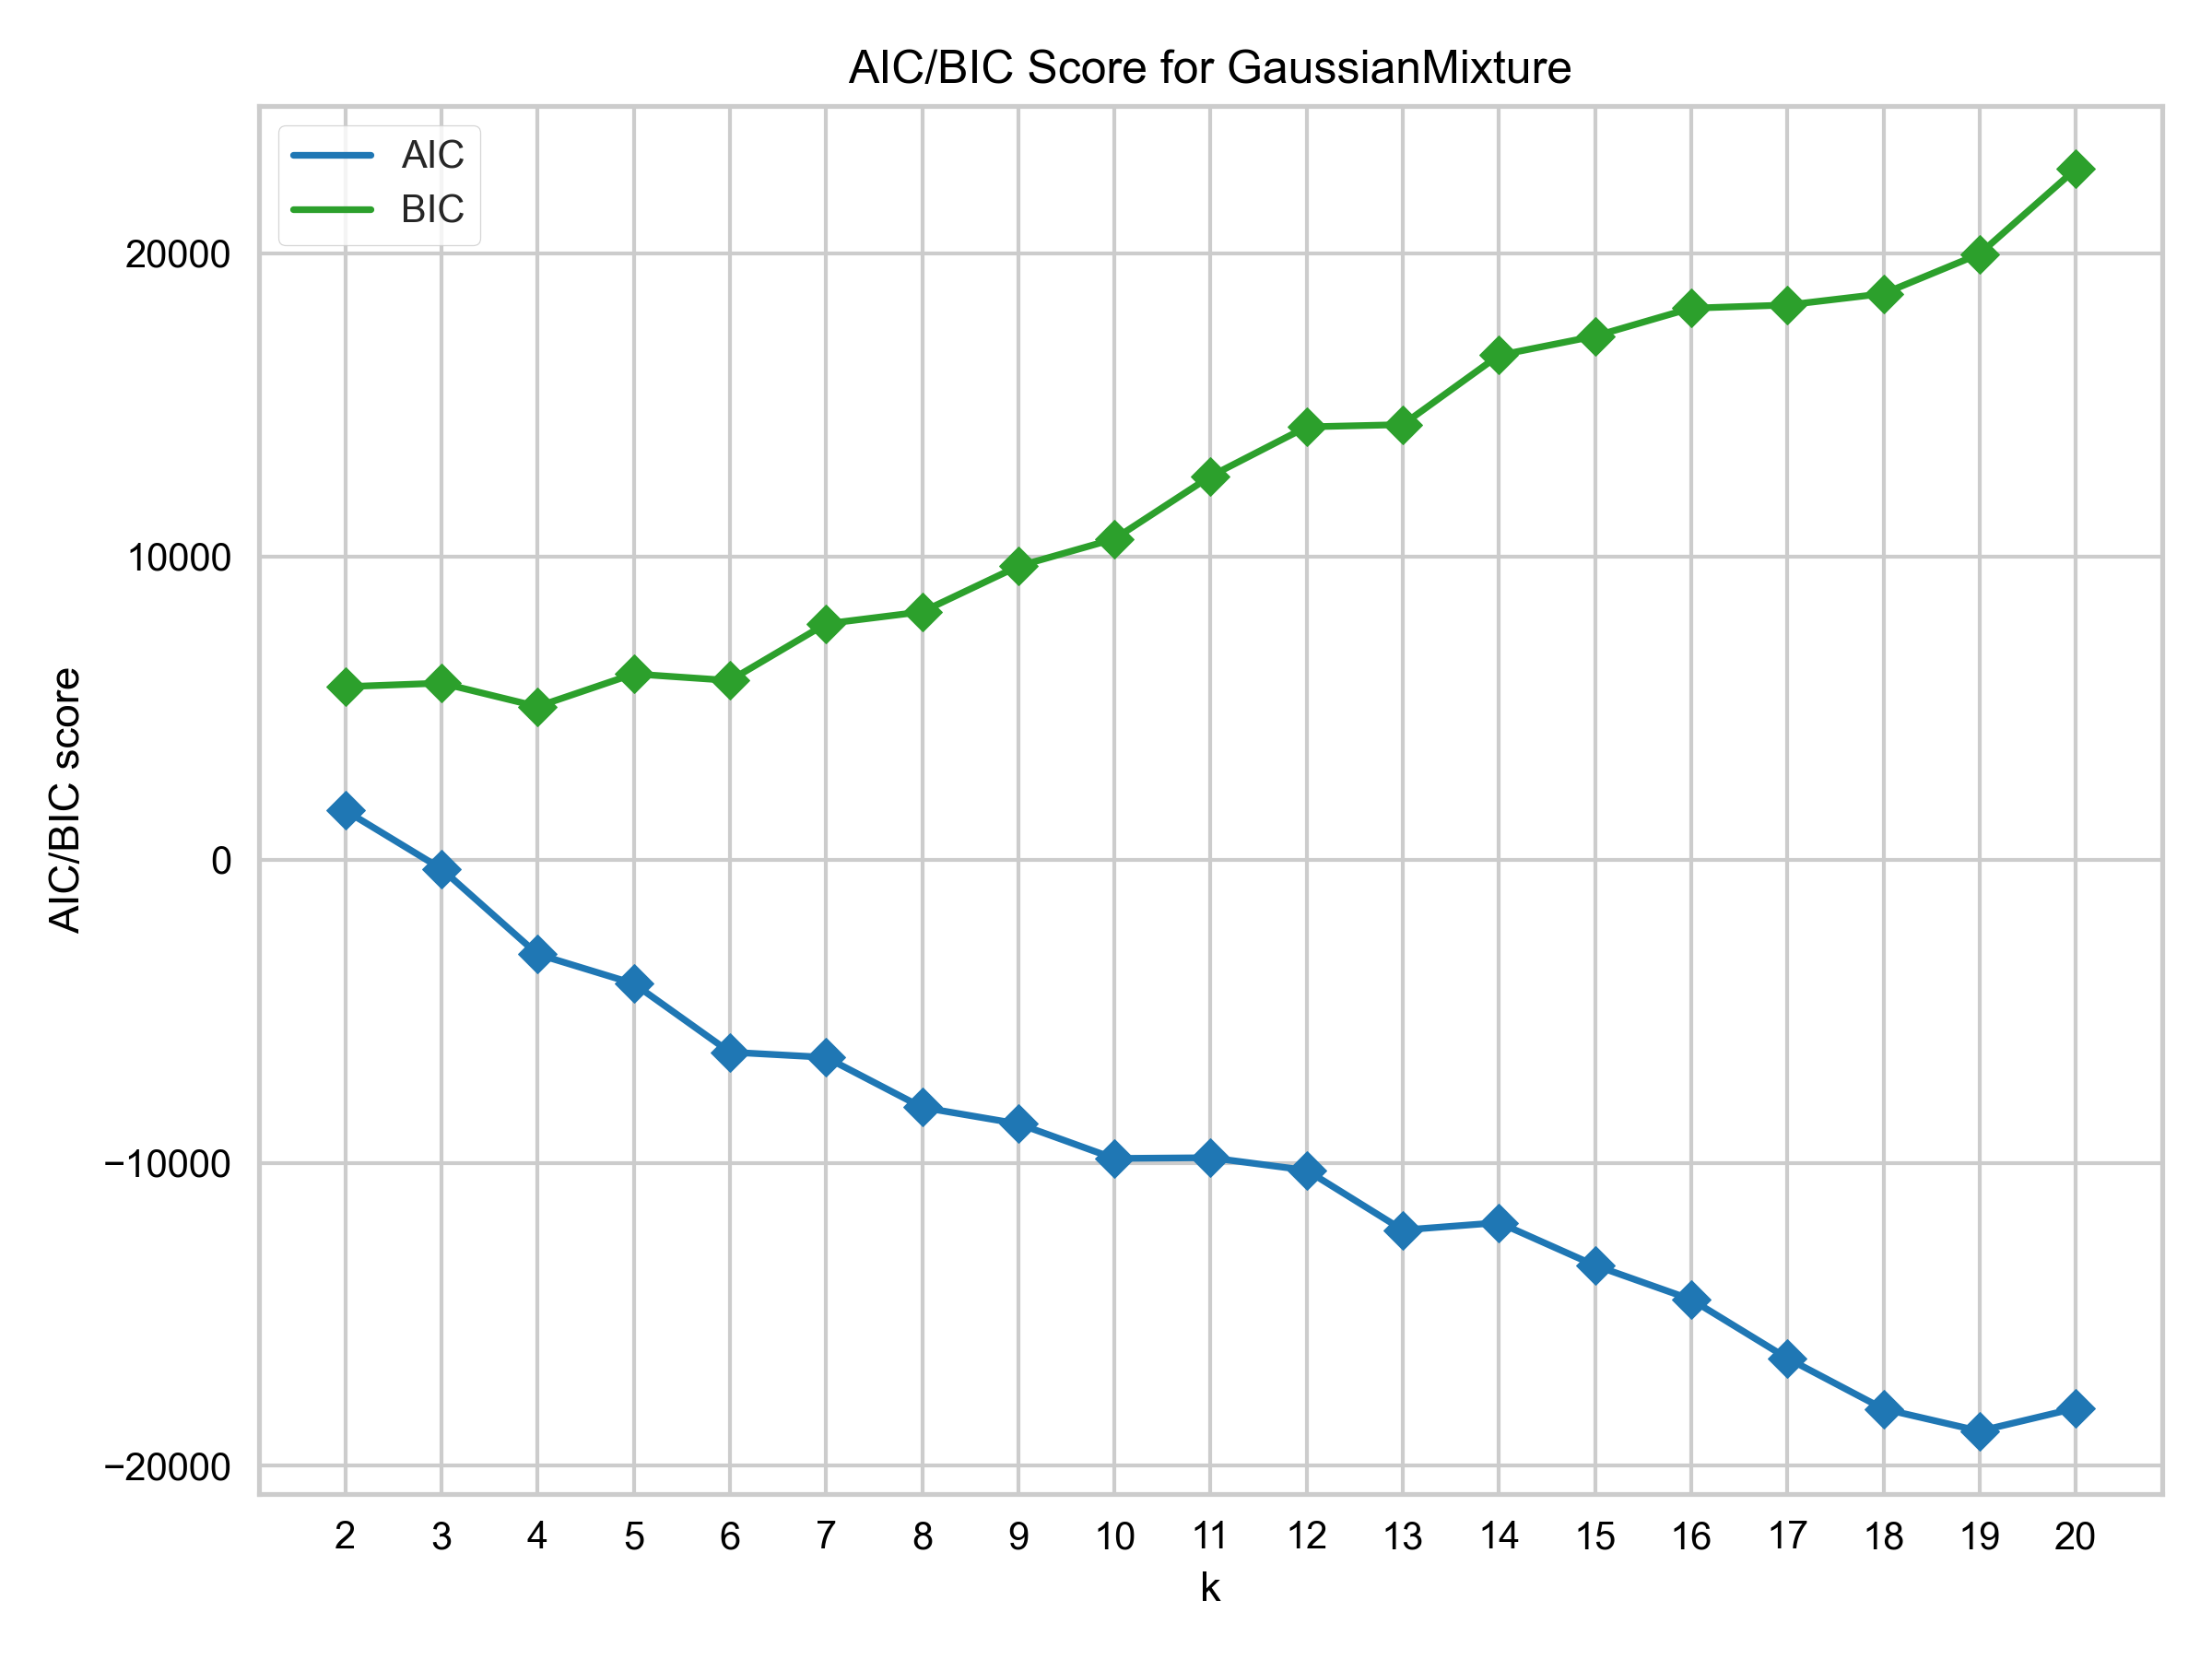 AIC/BIC Score for GaussianMixture
AIC
BIC
AIC/BIC score
20000
10000
0
−10000
−20000
2 3 4 5 6 7 8 9 10 11 12 13 14 15 16 17 18 19 20
k